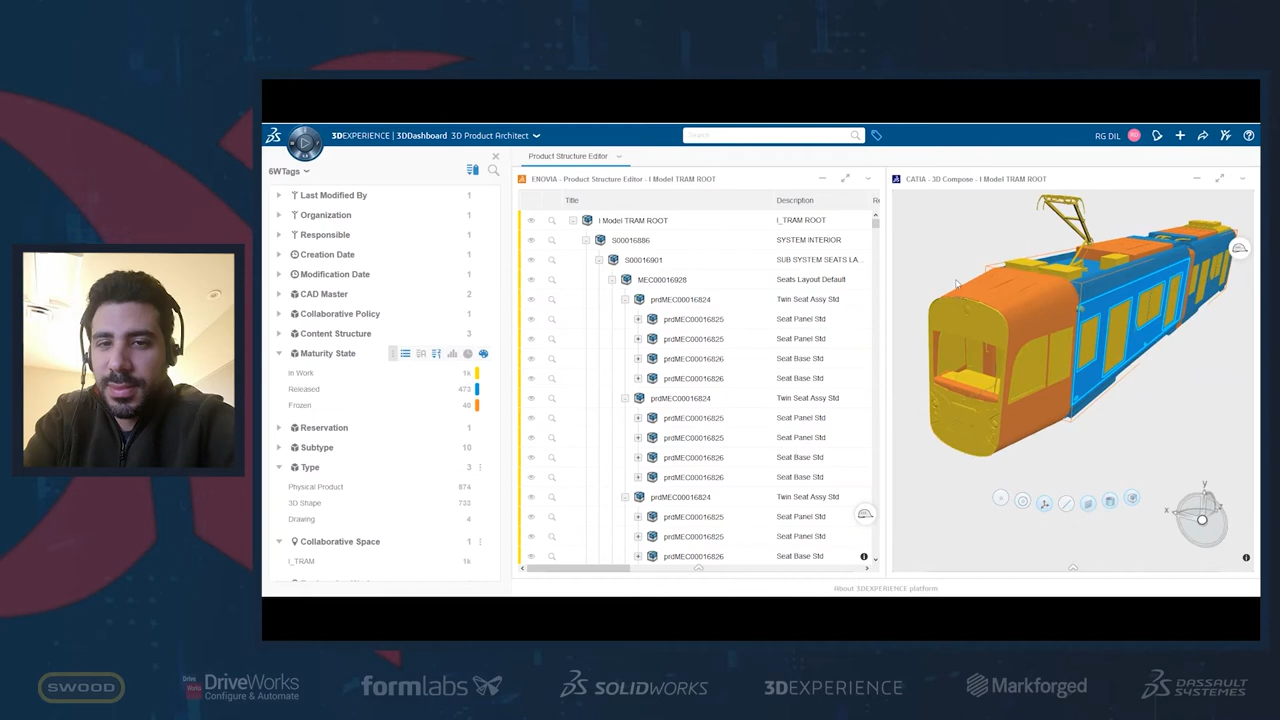 3DEXPERIENCE | 3DDashboard 3D Product Architect
Search
RG DIL
6WTags
Last Modified By 1
Organization 1
Responsible 1
Creation Date 1
Modification Date 1
CAD Master 2
Collaborative Policy 1
Content Structure 3
Maturity State
In Work 1k
Released 473
Frozen 40
Reservation 1
Subtype 10
Type 3
Physical Product 874
3D Shape 733
Drawing 4
Collaborative Space 1
I_TRAM 1k
Product Structure Editor
ENOVIA - Product Structure Editor - I Model TRAM ROOT
Title Description Re
I Model TRAM ROOT I_TRAM ROOT
S00016886 SYSTEM INTERIOR
S00016901 SUB SYSTEM SEATS LA...
MEC00016928 Seats Layout Default
prdMEC00016824 Twin Seat Assy Std
prdMEC00016825 Seat Panel Std
prdMEC00016825 Seat Panel Std
prdMEC00016826 Seat Base Std
prdMEC00016826 Seat Base Std
prdMEC00016824 Twin Seat Assy Std
prdMEC00016825 Seat Panel Std
prdMEC00016825 Seat Panel Std
prdMEC00016826 Seat Base Std
prdMEC00016826 Seat Base Std
prdMEC00016824 Twin Seat Assy Std
prdMEC00016825 Seat Panel Std
prdMEC00016825 Seat Panel Std
prdMEC00016826 Seat Base Std
CATIA - 3D Compose - I Model TRAM ROOT
y
x z
About 3DEXPERIENCE platform
SWOOD
DriveWorks
Configure & Automate
formlabs
SOLIDWORKS
3DEXPERIENCE
Markforged
DASSAULT
SYSTEMES